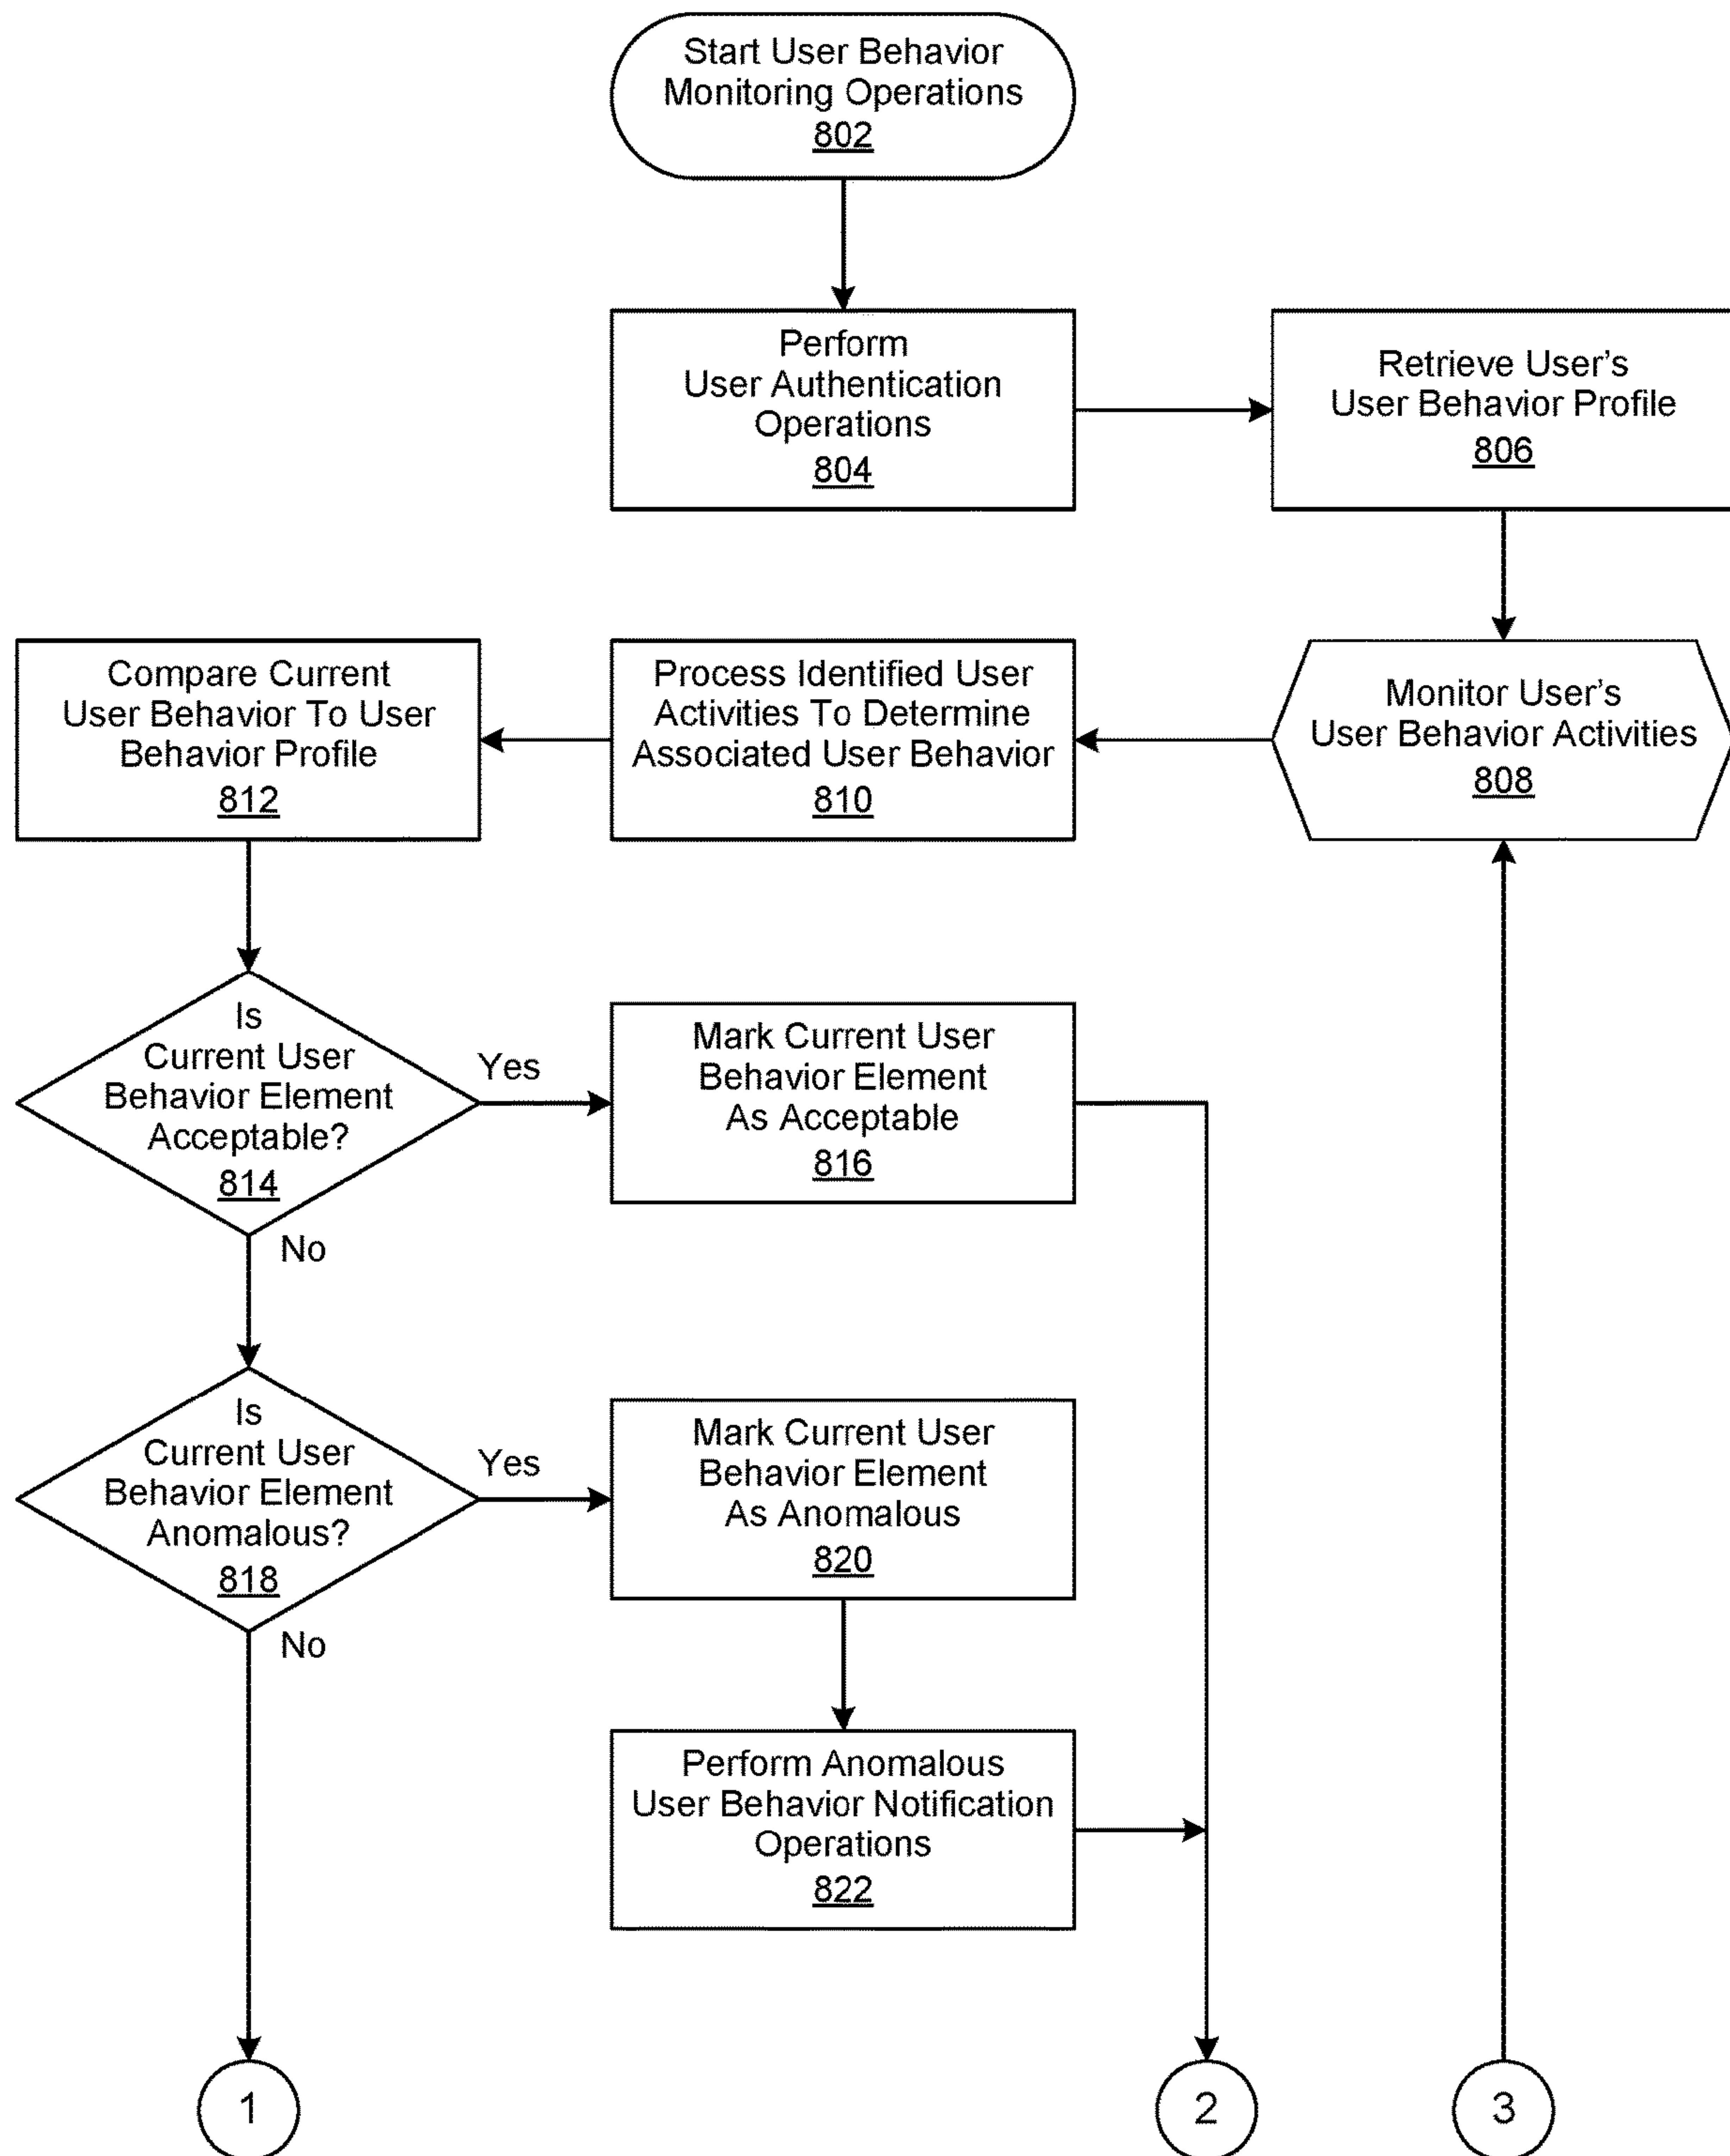 Start User Behavior
Monitoring Operations
802
Perform
User Authentication
Operations
804
Retrieve User's
User Behavior Profile
806
Compare Current
User Behavior To User
Behavior Profile
812
Process Identified User
Activities To Determine
Associated User Behavior
810
Monitor User's
User Behavior Activities
808
Is
Current User
Behavior Element
Acceptable?
814
Yes
No
Mark Current User
Behavior Element
As Acceptable
816
Is
Current User
Behavior Element
Anomalous?
818
Yes
No
Mark Current User
Behavior Element
As Anomalous
820
Perform Anomalous
User Behavior Notification
Operations
822
1
2
3